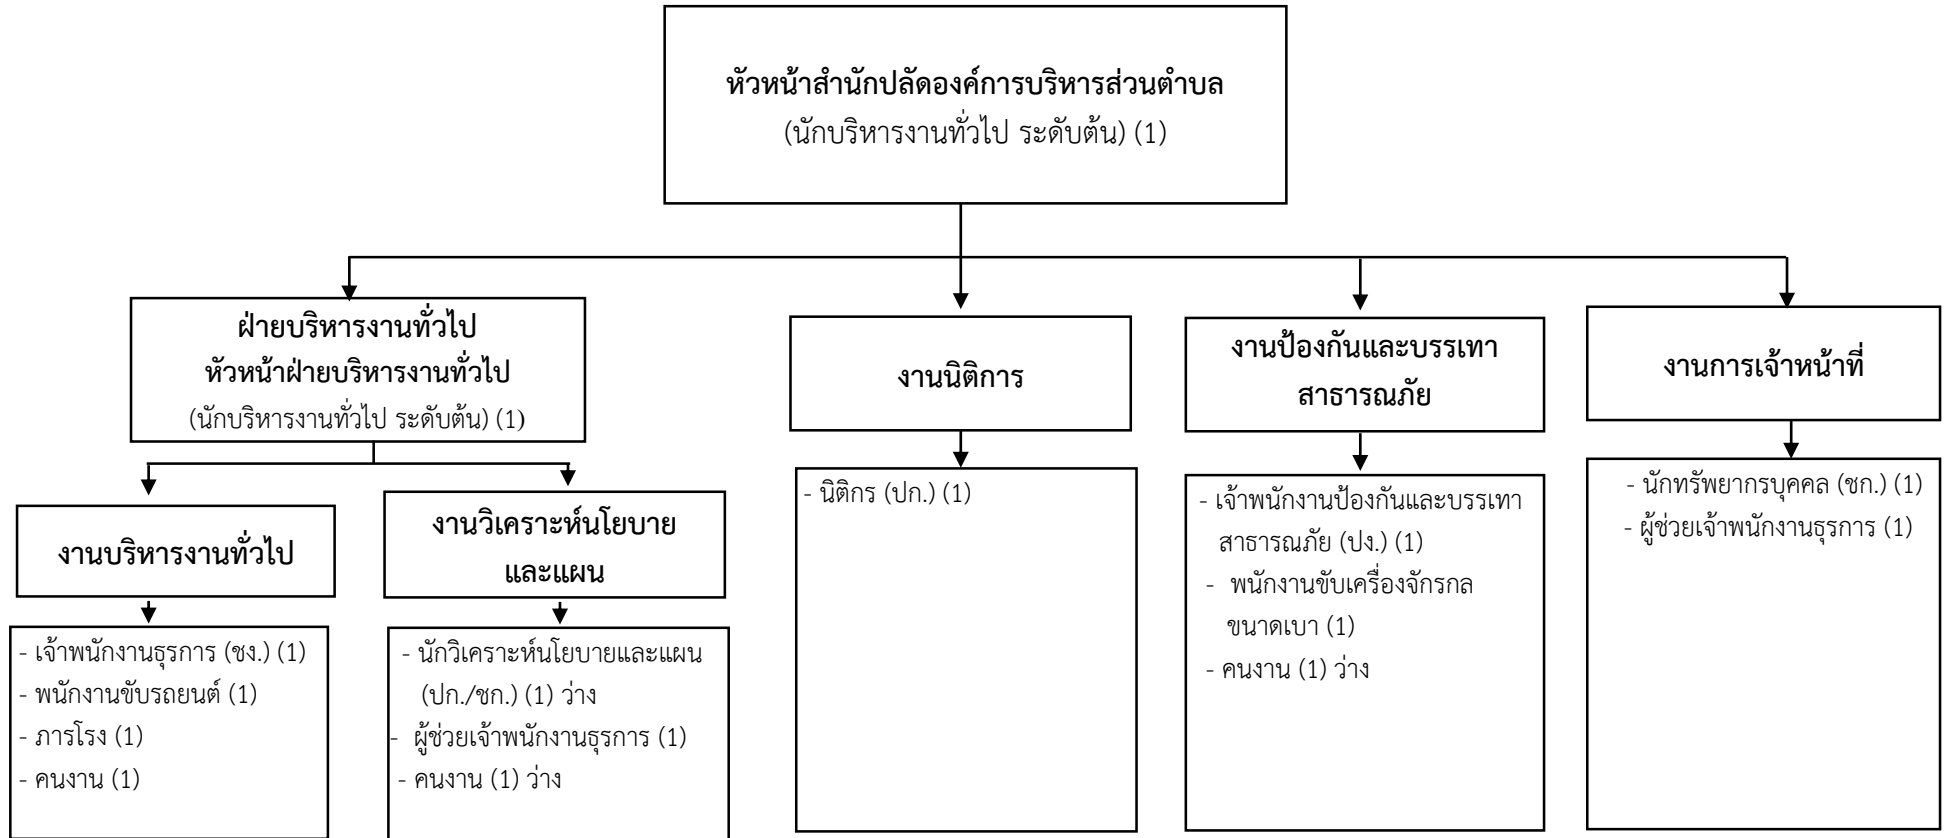 หัวหน้าสำนักปลัดองค์การบริหารส่วนตำบล
(นักบริหารงานทั่วไป ระดับต้น) (1)
ฝ่ายบริหารงานทั่วไป
หัวหน้าฝ่ายบริหารงานทั่วไป
(นักบริหารงานทั่วไป ระดับต้น) (1)
งานบริหารงานทั่วไป
- เจ้าพนักงานธุรการ (ชง.) (1)
- พนักงานขับรถยนต์ (1)
- ภารโรง (1)
- คนงาน (1)
งานวิเคราะห์นโยบาย
และแผน
- นักวิเคราะห์นโยบายและแผน
(ปก./ชก.) (1) ว่าง
- ผู้ช่วยเจ้าพนักงานธุรการ (1)
- คนงาน (1) ว่าง
งานนิติการ
- นิติกร (ปก.) (1)
งานป้องกันและบรรเทา
สาธารณภัย
- เจ้าพนักงานป้องกันและบรรเทา
สาธารณภัย (ปง.) (1)
- พนักงานขับเครื่องจักรกล
ขนาดเบา (1)
- คนงาน (1) ว่าง
งานการเจ้าหน้าที่
- นักทรัพยากรบุคคล (ชก.) (1)
- ผู้ช่วยเจ้าพนักงานธุรการ (1)